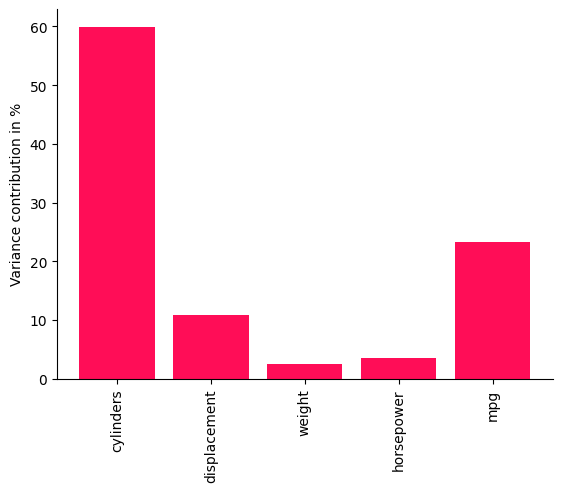 Variance contribution in %
60
50
40
30
20
10
0
cylinders
displacement
weight
horsepower
mpg